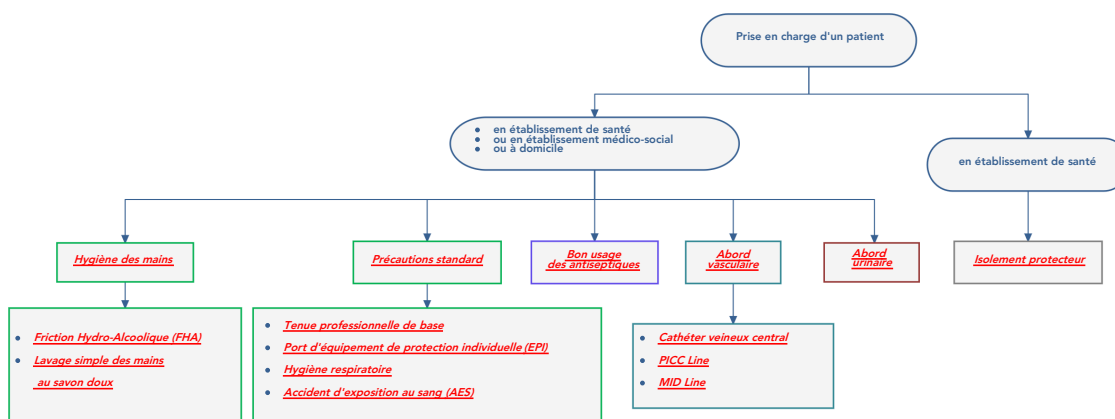 Prise en charge d'un patient
• en établissement de santé
• ou en établissement médico-social
• ou à domicile
en établissement de santé
Hygiène des mains
Précautions standard
Bon usage
des antiseptiques
Abord
vasculaire
Abord
urinaire
Isolement protecteur
• Friction Hydro-Alcoolique (FHA)
• Lavage simple des mains
au savon doux
• Tenue professionnelle de base
• Port d'équipement de protection individuelle (EPI)
• Hygiène respiratoire
• Accident d'exposition au sang (AES)
• Cathéter veineux central
• PICC Line
• MID Line